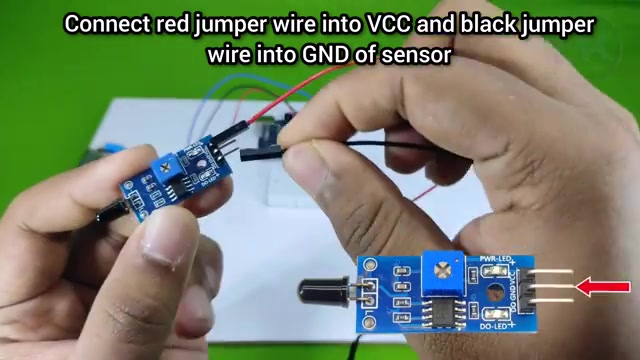 Connect red jumper wire into VCC and black jumper
wire into GND of sensor
PWR-LED
DO GND VCC
DO-LED